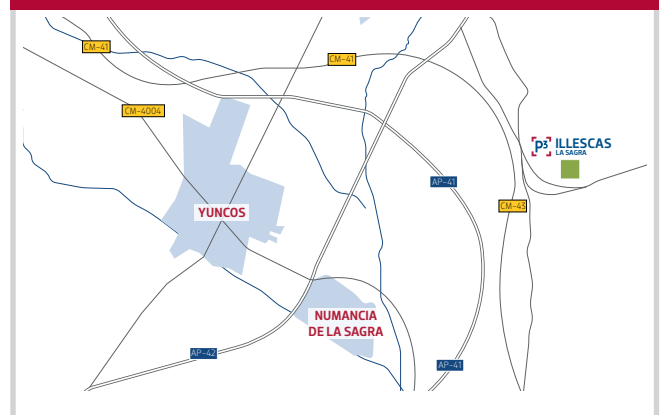 CM-41
CM-41
CM-4004
[P3] ILLESCAS
LA SAGRA
AP-41
CM-43
YUNCOS
NUMANCIA
DE LA SAGRA
AP-42
AP-41